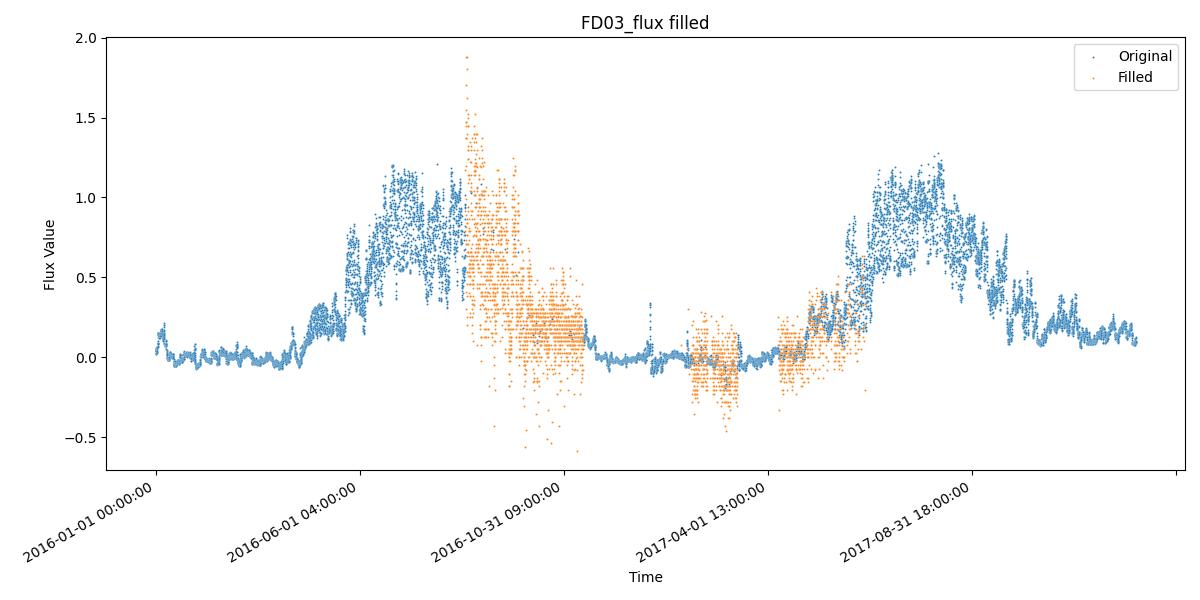 FD03_flux filled
2.0
1.5
1.0
0.5
0.0
−0.5
Flux Value
Original
Filled
2016-01-01 00:00:00
2016-06-01 04:00:00
2016-10-31 09:00:00
2017-04-01 13:00:00
2017-08-31 18:00:00
Time